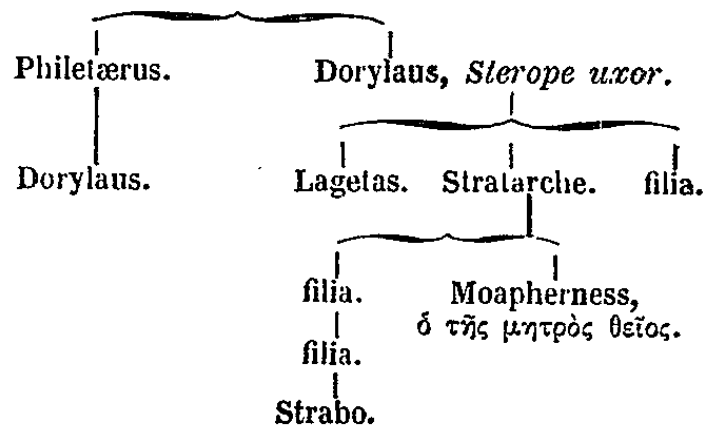 Philetærus. Dorylaus, Sterope uxor.
Dorylaus. Lagetas. Stratarche. filia.
filia. Moapherness,
ὁ τῆς μητρὸς θεῖος.
filia.
Strabo.